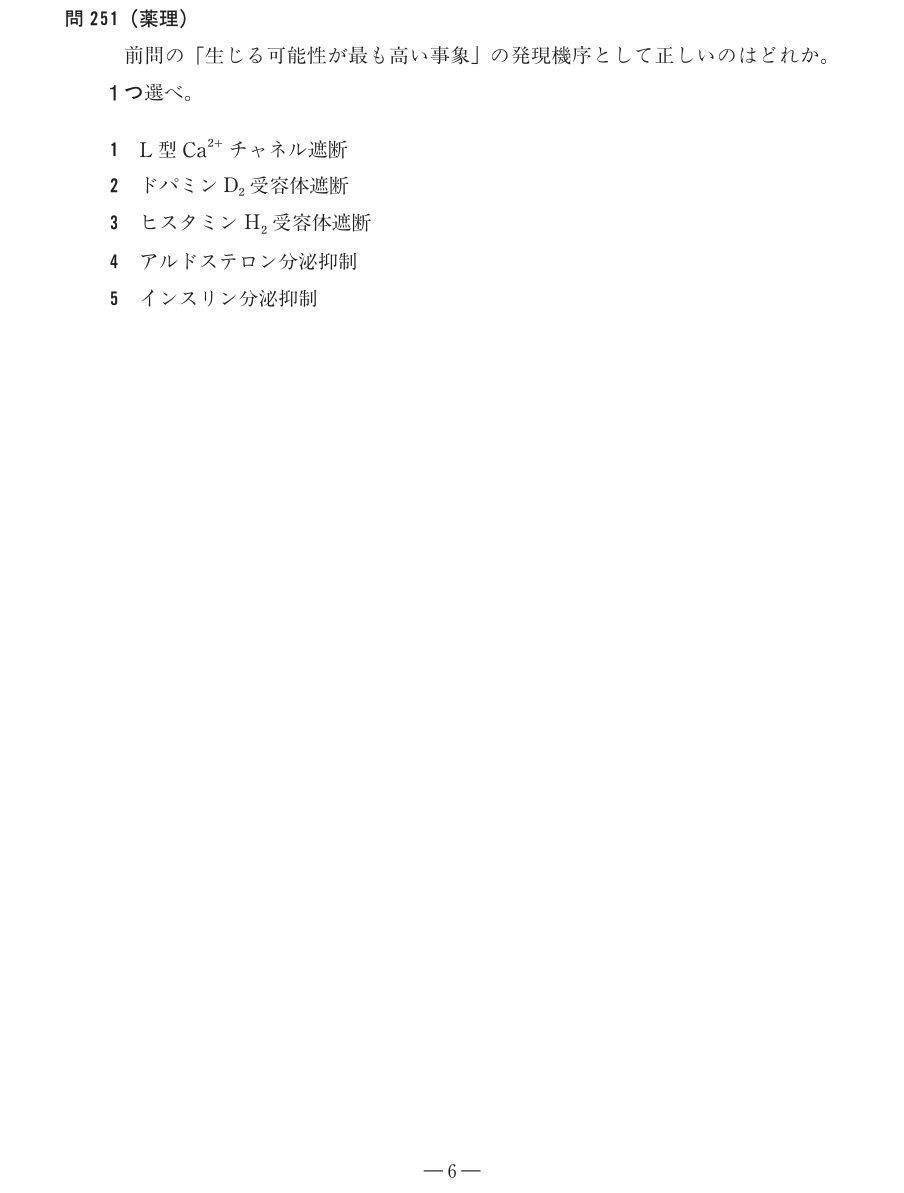 問 251（薬理）
前問の「生じる可能性が最も高い事象」の発現機序として正しいのはどれか。
1つ選べ。
1 L 型 Ca²⁺ チャネル遮断
2 ドパミン D₂ 受容体遮断
3 ヒスタミン H₂ 受容体遮断
4 アルドステロン分泌抑制
5 インスリン分泌抑制
— 6 —